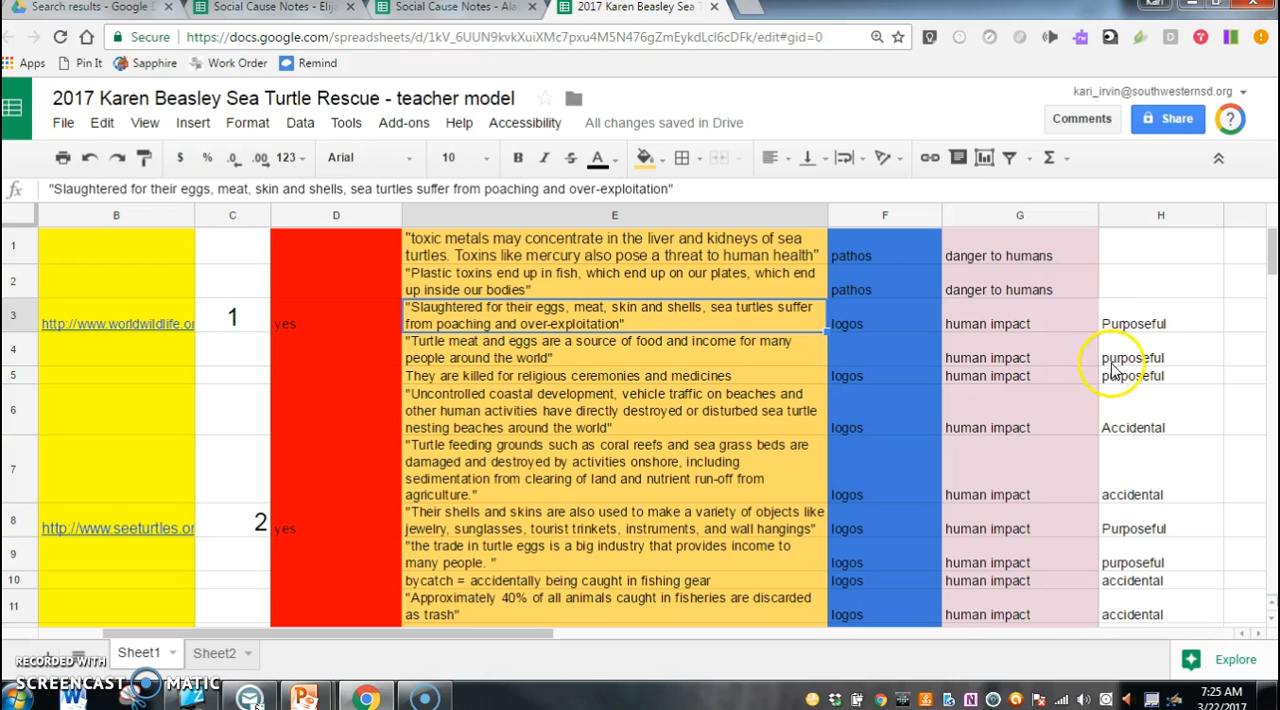 Search results - Google
Social Cause Notes - Elij
Social Cause Notes - Ala
2017 Karen Beasley Sea T
Kari
Secure
https://docs.google.com/spreadsheets/d/1kV_6UUN9kvkXuiXMc7pxu4M5N476gZmEykdLcI6cDFk/edit#gid=0
Apps Pin It Sapphire Work Order Remind
2017 Karen Beasley Sea Turtle Rescue - teacher model
kari_irvin@southwesternsd.org
File Edit View Insert Format Data Tools Add-ons Help Accessibility All changes saved in Drive
Comments Share ?
$ % .0 .00 123 Arial 10 B I S A
fx "Slaughtered for their eggs, meat, skin and shells, sea turtles suffer from poaching and over-exploitation"
B C D E F G H
1 "toxic metals may concentrate in the liver and kidneys of sea
turtles. Toxins like mercury also pose a threat to human health" pathos danger to humans
2 "Plastic toxins end up in fish, which end up on our plates, which end
up inside our bodies" pathos danger to humans
3 http://www.worldwildlife.or 1 yes "Slaughtered for their eggs, meat, skin and shells, sea turtles suffer
from poaching and over-exploitation" logos human impact Purposeful
4 "Turtle meat and eggs are a source of food and income for many
people around the world" human impact purposeful
5 They are killed for religious ceremonies and medicines logos human impact purposeful
6 "Uncontrolled coastal development, vehicle traffic on beaches and
other human activities have directly destroyed or disturbed sea turtle
nesting beaches around the world" logos human impact Accidental
7 "Turtle feeding grounds such as coral reefs and sea grass beds are
damaged and destroyed by activities onshore, including
sedimentation from clearing of land and nutrient run-off from
agriculture." logos human impact accidental
8 http://www.seeturtles.or 2 yes "Their shells and skins are also used to make a variety of objects like
jewelry, sunglasses, tourist trinkets, instruments, and wall hangings" logos human impact Purposeful
9 "the trade in turtle eggs is a big industry that provides income to
many people. " logos human impact purposeful
10 bycatch = accidentally being caught in fishing gear logos human impact accidental
11 "Approximately 40% of all animals caught in fisheries are discarded
as trash" logos human impact accidental
Sheet1 Sheet2
Explore
RECORDED WITH
SCREENCAST MATIC
7:25 AM
3/22/2017